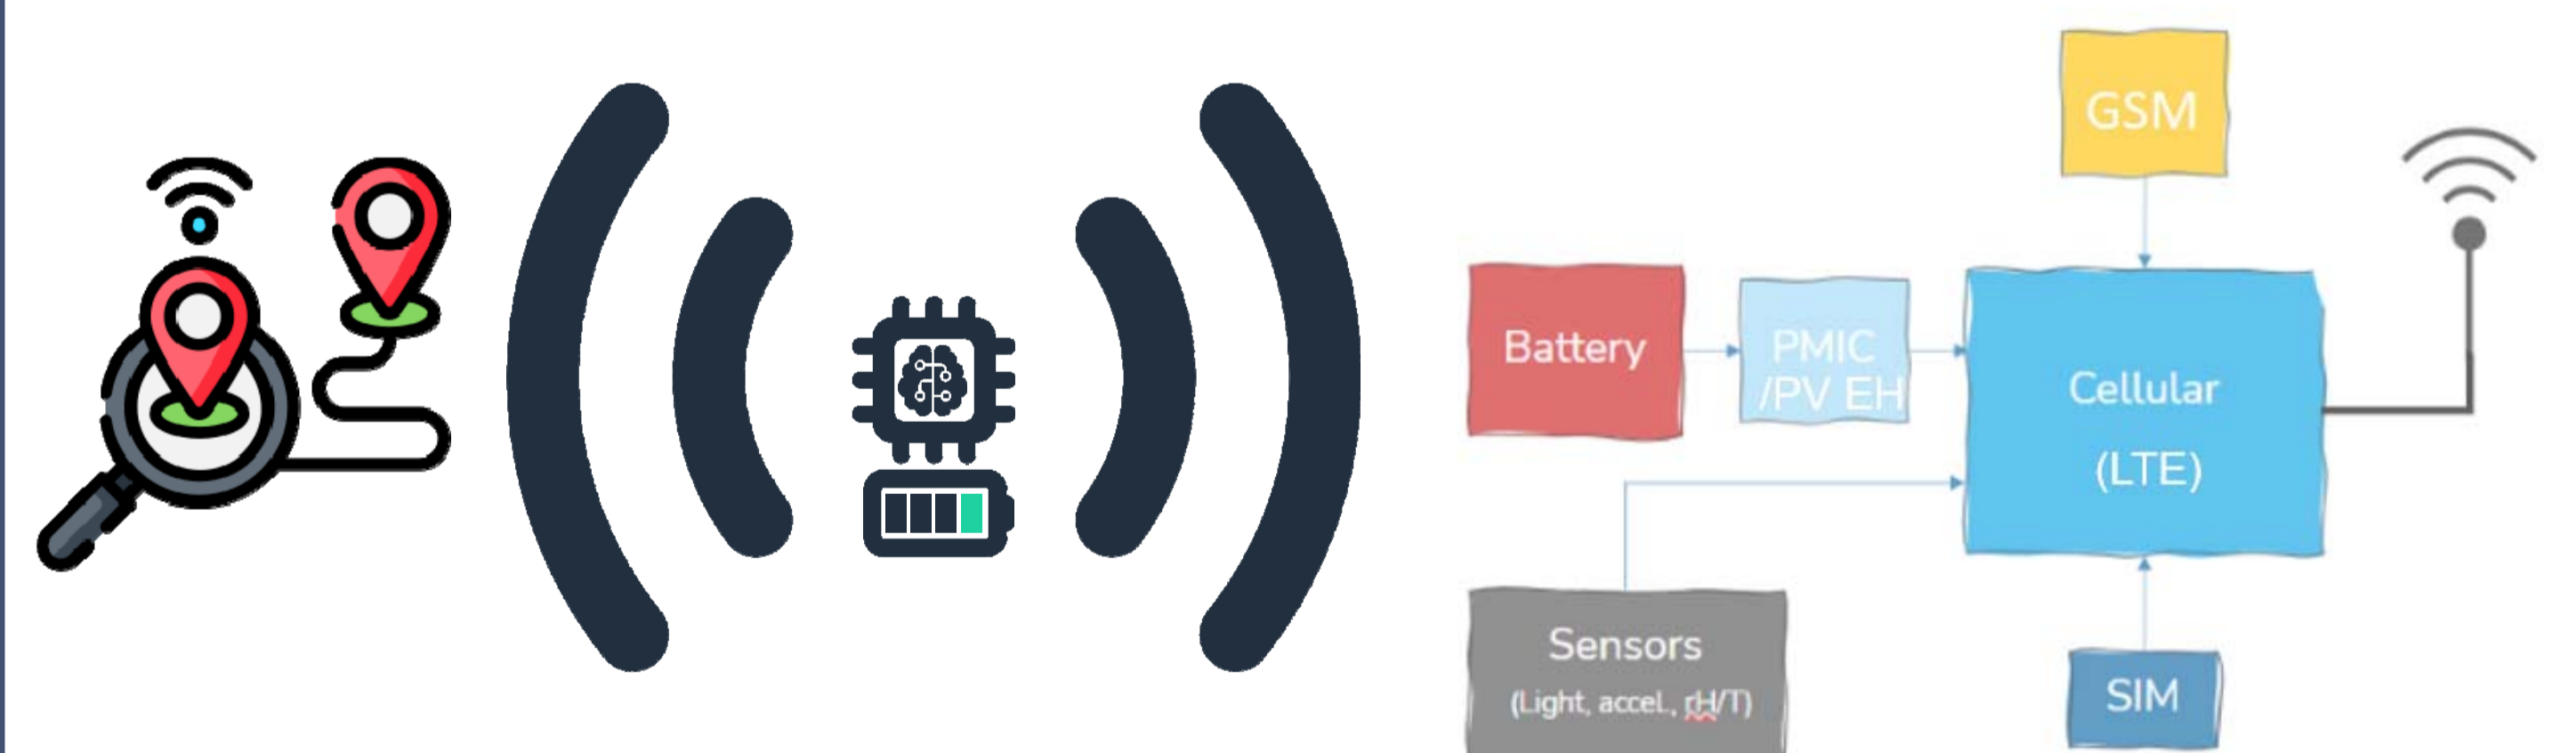 GSM
Battery
PMIC
/PV EH
Cellular
(LTE)
Sensors
(Light, accel., rH/T)
SIM